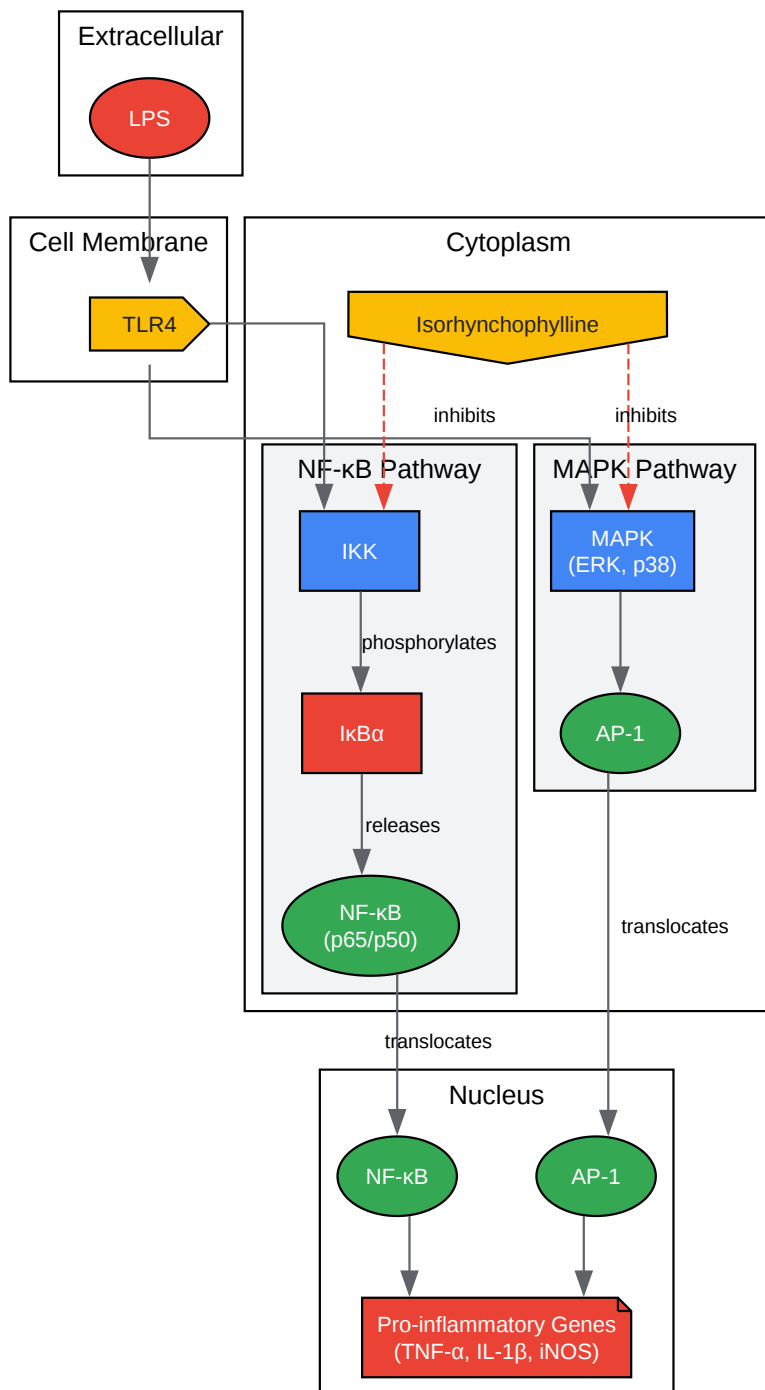 Extracellular
LPS
Cell Membrane
TLR4
Cytoplasm
Isorhynchophylline
inhibits
inhibits
NF-κB Pathway
MAPK Pathway
IKK
MAPK
(ERK, p38)
phosphorylates
IκBα
AP-1
releases
NF-κB
(p65/p50)
translocates
translocates
Nucleus
NF-κB
AP-1
Pro-inflammatory Genes
(TNF-α, IL-1β, iNOS)